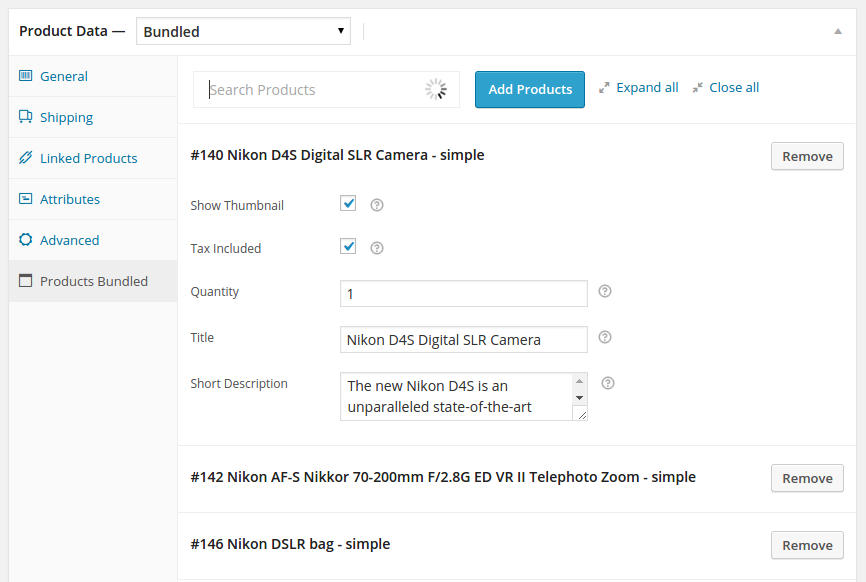 Product Data — Bundled
General
Shipping
Linked Products
Attributes
Advanced
Products Bundled
Search Products Add Products Expand all Close all
#140 Nikon D4S Digital SLR Camera - simple Remove
Show Thumbnail
Tax Included
Quantity 1
Title Nikon D4S Digital SLR Camera
Short Description The new Nikon D4S is an
unparalleled state-of-the-art
#142 Nikon AF-S Nikkor 70-200mm F/2.8G ED VR II Telephoto Zoom - simple Remove
#146 Nikon DSLR bag - simple Remove